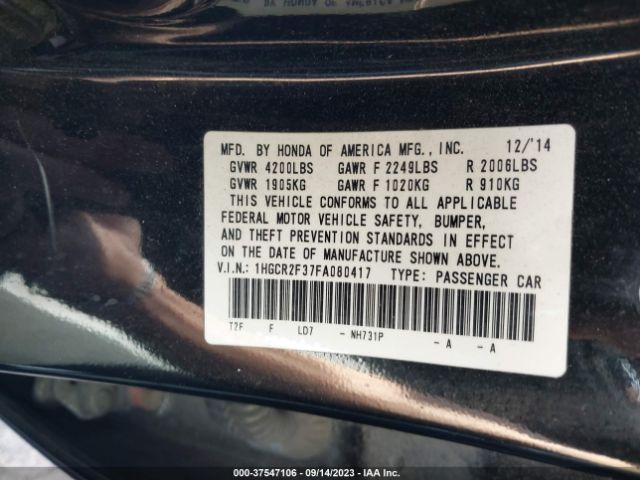 MFD. BY HONDA OF AMERICA MFG., INC. 12/'14
GVWR 4200LBS GAWR F 2249LBS R 2006LBS
GVWR 1905KG GAWR F 1020KG R 910KG
THIS VEHICLE CONFORMS TO ALL APPLICABLE
FEDERAL MOTOR VEHICLE SAFETY, BUMPER,
AND THEFT PREVENTION STANDARDS IN EFFECT
ON THE DATE OF MANUFACTURE SHOWN ABOVE.
V.I.N.: 1HGCR2F37FA080417 TYPE: PASSENGER CAR
T2F F LD7 - NH731P - A - A
000-37547106 - 09/14/2023 - IAA Inc.